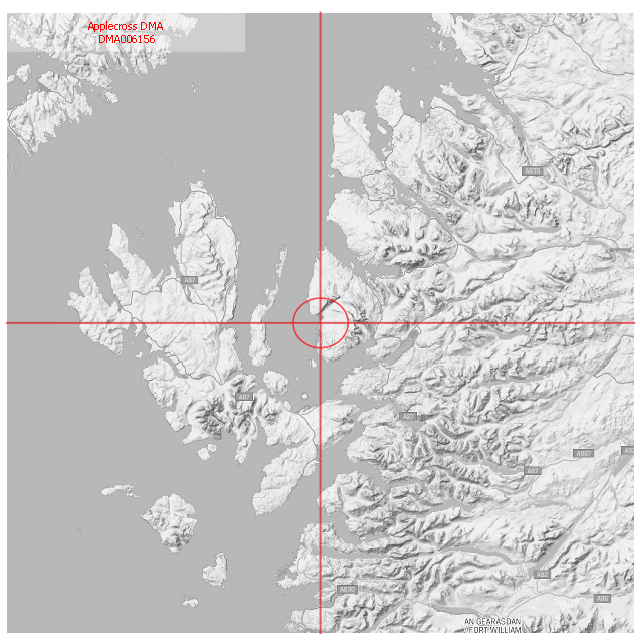 Applecross DMA
DMA006156
A835
A87
A87
A87
A887
A87
A82
A830
A86
AN GEARASDAN
/ FORT WILLIAM